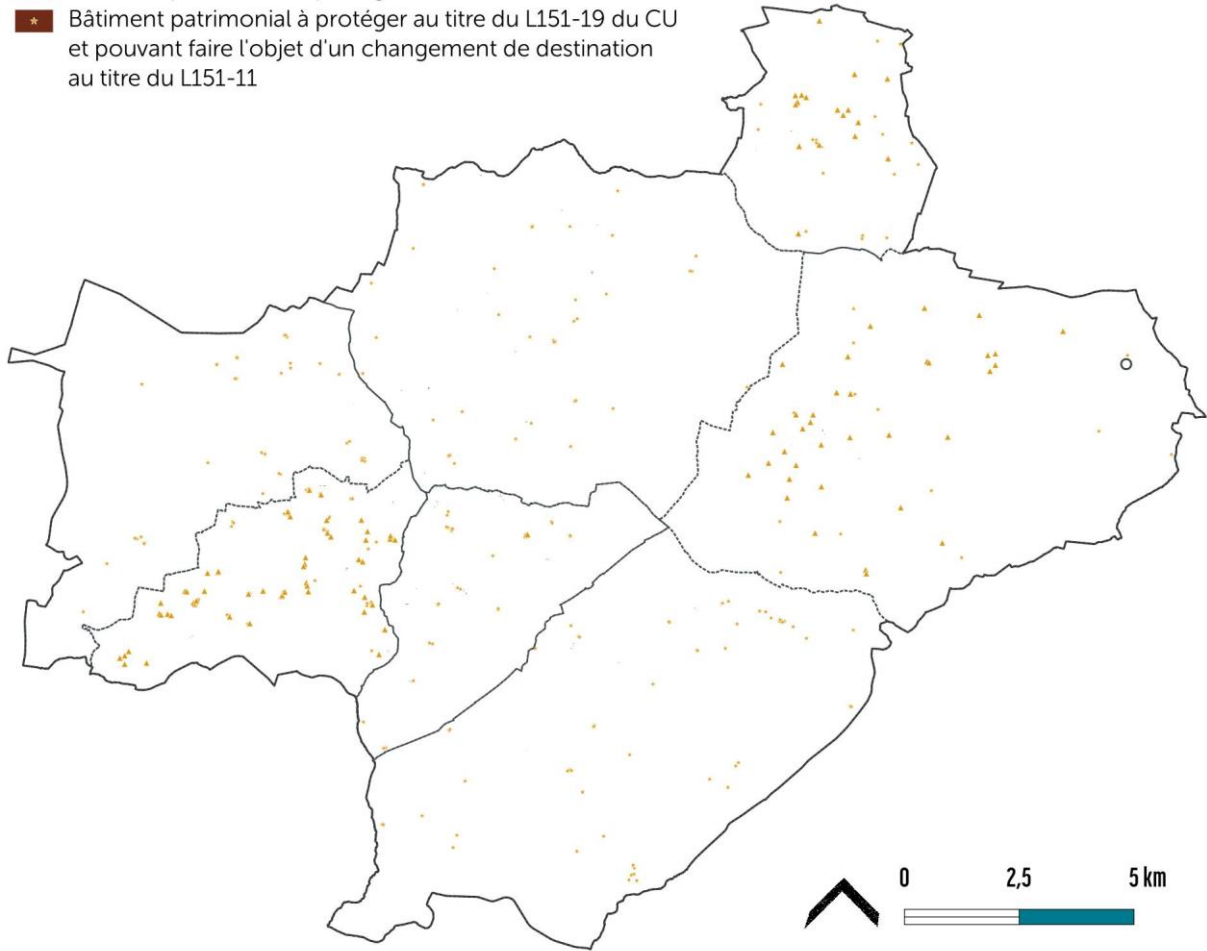 Bâtiment patrimonial à protéger au titre du L151-19 du CU
et pouvant faire l'objet d'un changement de destination
au titre du L151-11
0 2,5 5 km